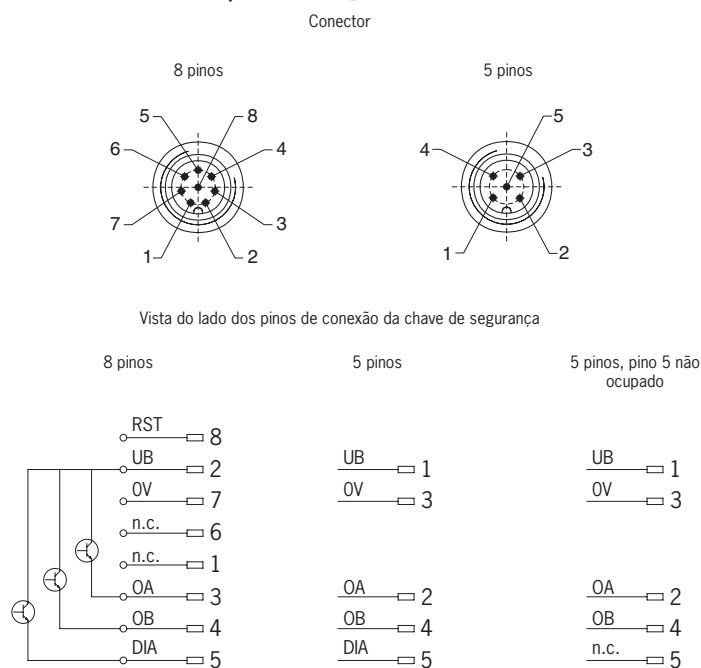 Conector
8 pinos 5 pinos
5 8 5
6 4 4 3
7 3
1 2 1 2
Vista do lado dos pinos de conexão da chave de segurança
8 pinos 5 pinos 5 pinos, pino 5 não
ocupado
RST 8
UB 2 UB 1 UB 1
0V 7 0V 3 0V 3
n.c. 6
n.c. 1
OA 3 OA 2 OA 2
OB 4 OB 4 OB 4
DIA 5 DIA 5 n.c. 5